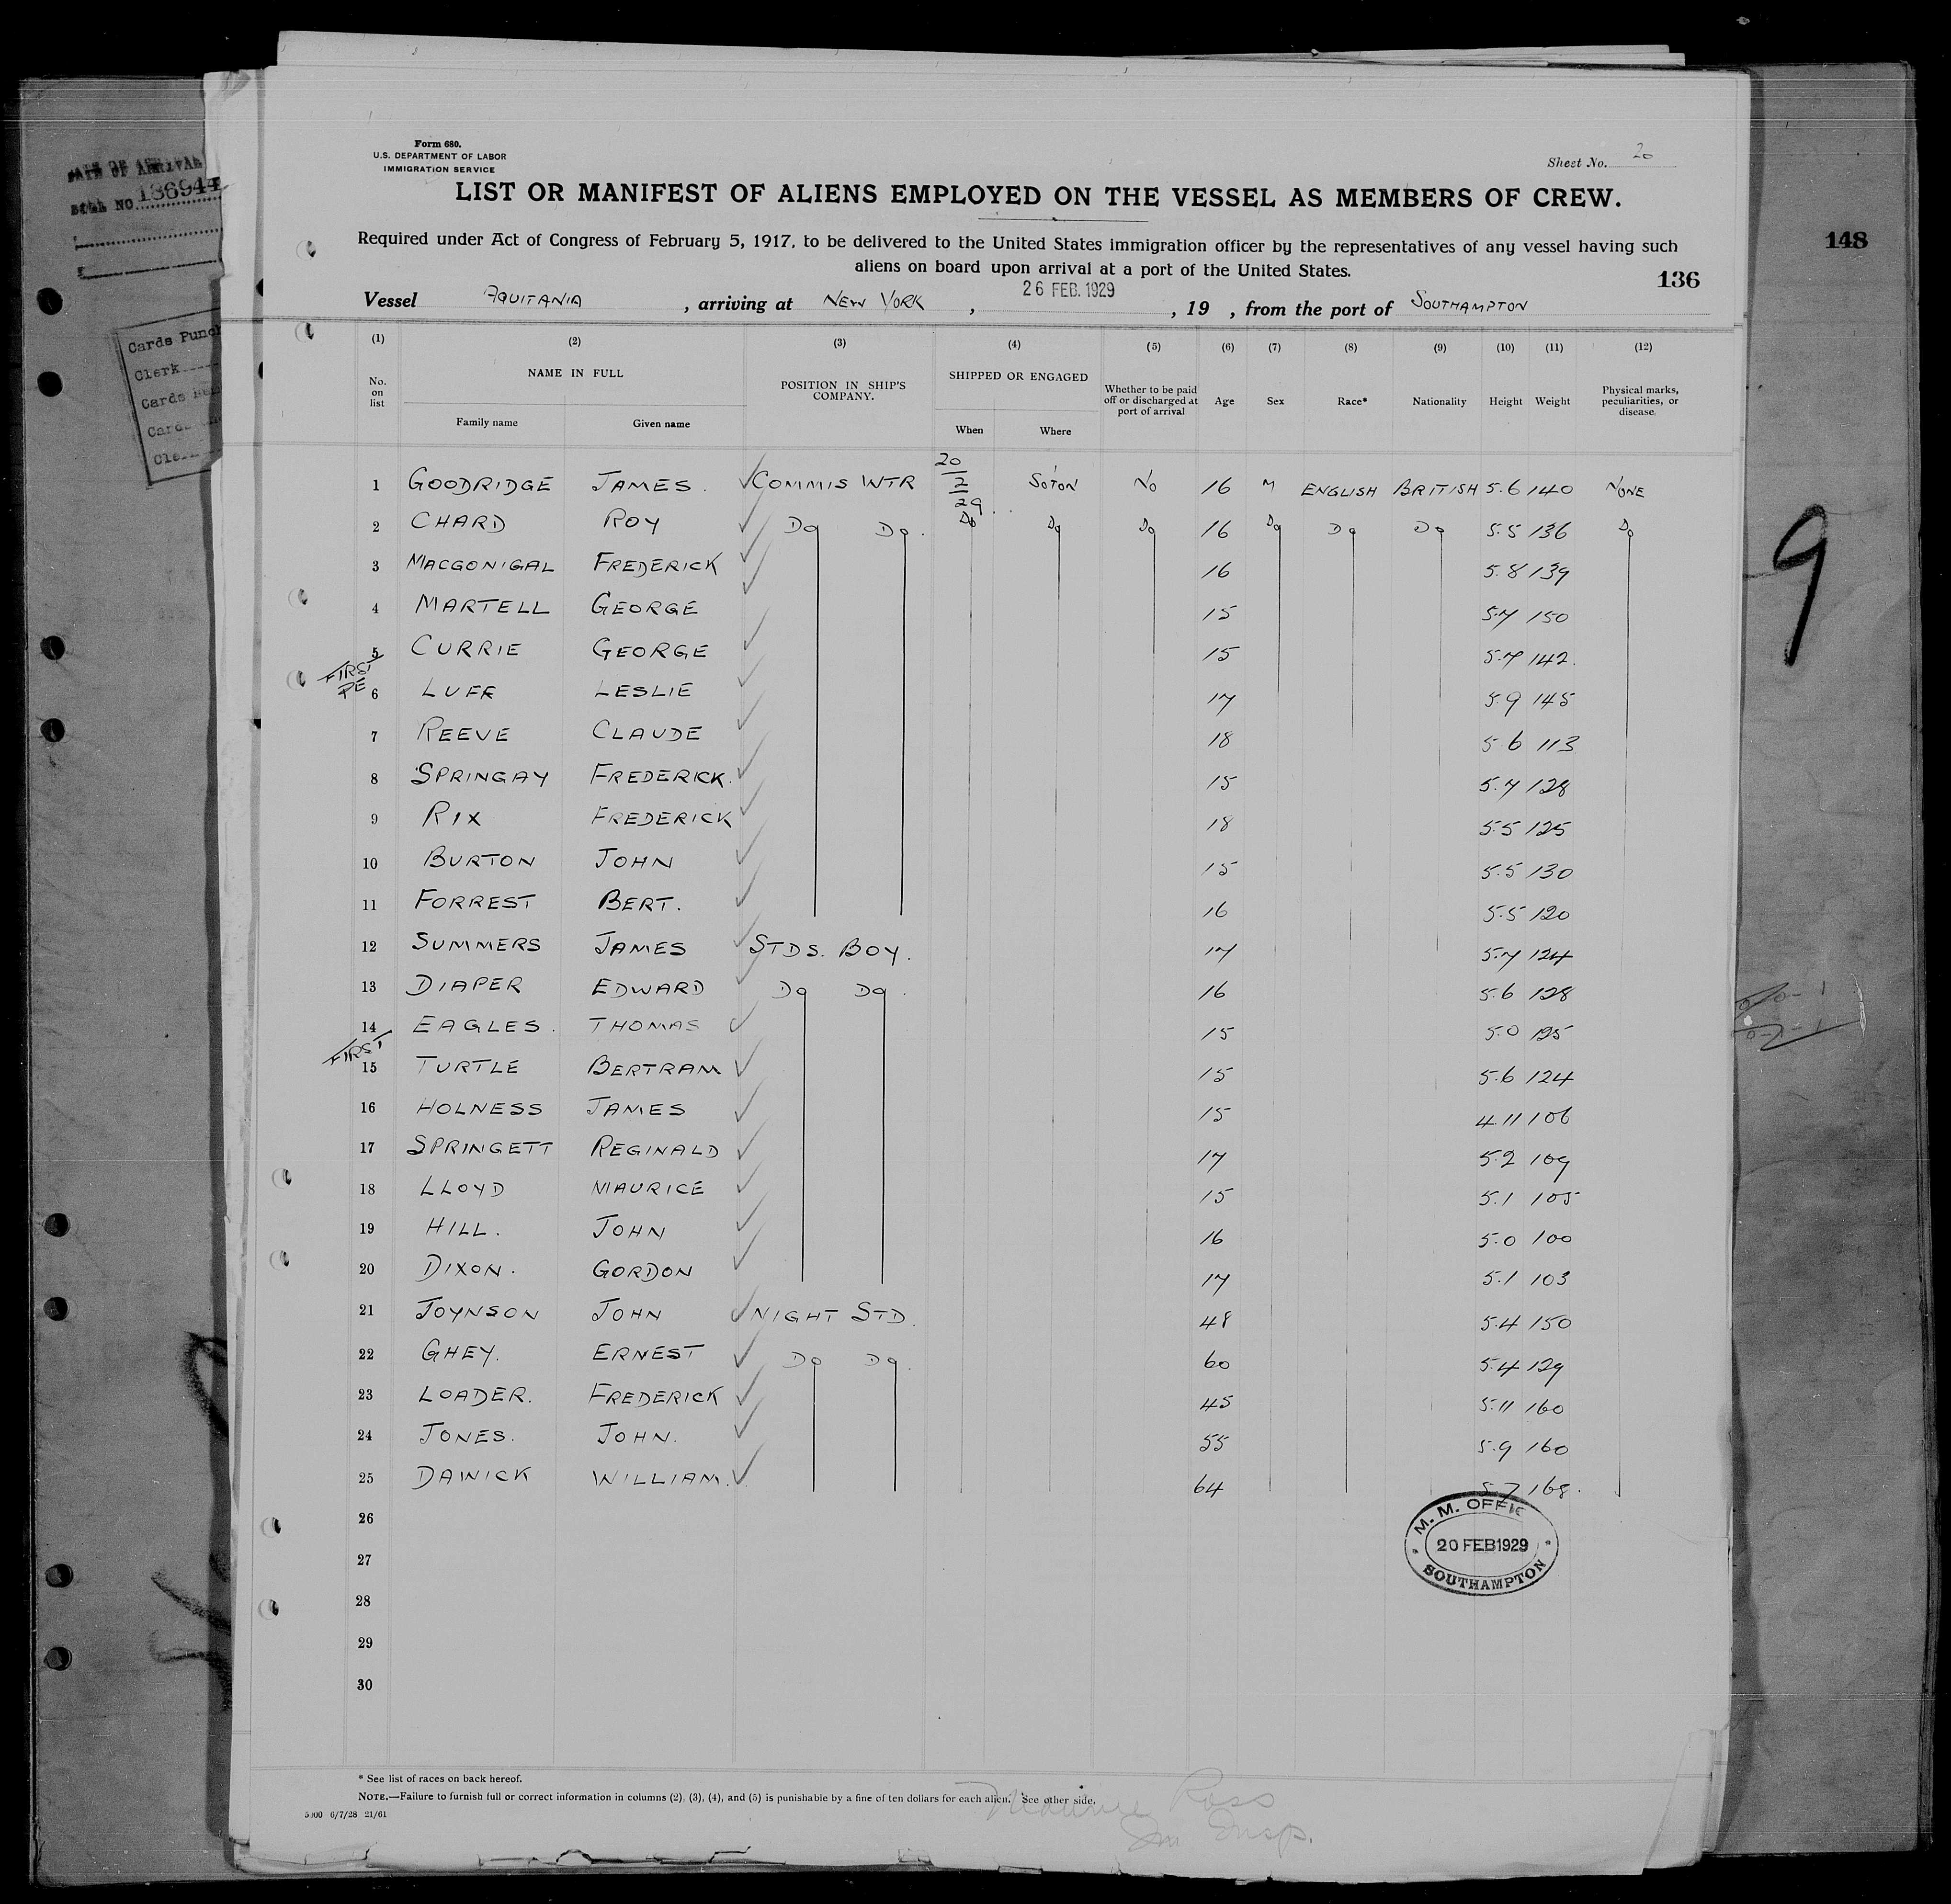 DATE OF ARRIVAL
136944
148
Form 680.
U.S. DEPARTMENT OF LABOR
IMMIGRATION SERVICE
Sheet No. 20
LIST OR MANIFEST OF ALIENS EMPLOYED ON THE VESSEL AS MEMBERS OF CREW.
Required under Act of Congress of February 5, 1917, to be delivered to the United States immigration officer by the representatives of any vessel having such
aliens on board upon arrival at a port of the United States.
136
Vessel AQUITANIA, arriving at NEW YORK, 26 FEB. 1929, 19 , from the port of SOUTHAMPTON
Cards Punch
Clerk
(1) (2) (3) (4) (5) (6) (7) (8) (9) (10) (11) (12)
No. on list NAME IN FULL POSITION IN SHIP'S COMPANY. SHIPPED OR ENGAGED Whether to be paid off or discharged at port of arrival Age Sex Race* Nationality Height Weight Physical marks, peculiarities, or disease.
Family name Given name When Where
1 GOODRIDGE JAMES. COMMIS WTR 20/2/29 SOTON NO 16 M ENGLISH BRITISH 5.6 140 NONE
2 CHARD ROY Do Do. Do Do Do 16 Do Do Do 5.5 136 Do
3 MACGONIGAL FREDERICK 16 5.8 139
4 MARTELL GEORGE 15 5.7 150
5 CURRIE GEORGE 15 5.7 142.
FIRST
PE
6 LUFF LESLIE 17 5.9 145
7 REEVE CLAUDE 18 5.6 113
8 SPRINGAY FREDERICK. 15 5.7 128
9 RIX FREDERICK 18 5.5 125
10 BURTON JOHN 15 5.5 130
11 FORREST BERT. 16 5.5 120
12 SUMMERS JAMES STDS. BOY. 17 5.7 124
13 DIAPER EDWARD Do Do. 16 5.6 128
14 EAGLES. THOMAS 15 5.0 125
FIRST
15 TURTLE BERTRAM 15 5.6 124
16 HOLNESS JAMES 15 4.11 106
17 SPRINGETT REGINALD 17 5.2 109
18 LLOYD MAURICE 15 5.1 105
19 HILL. JOHN 16 5.0 100
20 DIXON. GORDON 17 5.1 103
21 JOYNSON JOHN NIGHT STD. 48 5.4 150
22 GHEY. ERNEST Do Do. 60 5.4 129
23 LOADER. FREDERICK 45 5.11 160
24 JONES. JOHN. 55 5.9 160
25 DAWICK WILLIAM. 64 5.7 168.
26
27
28
29
30
M. M. OFFIC
20 FEB 1929
SOUTHAMPTON
9
* See list of races on back hereof.
NOTE.—Failure to furnish full or correct information in columns (2), (3), (4), and (5) is punishable by a fine of ten dollars for each alien. See other side.
5000 6/7/28 21/61
Ross
Im Insp.